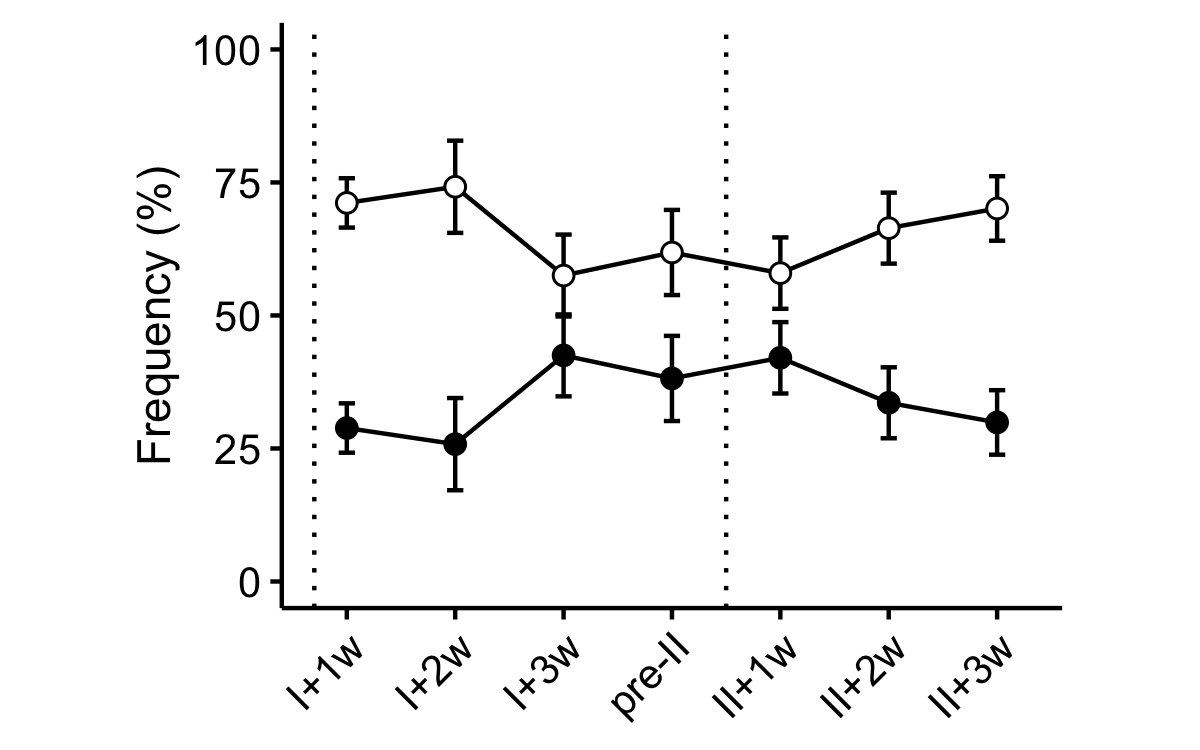 Frequency (%)
100
75
50
25
0
I+1w
I+2w
I+3w
pre-II
II+1w
II+2w
II+3w